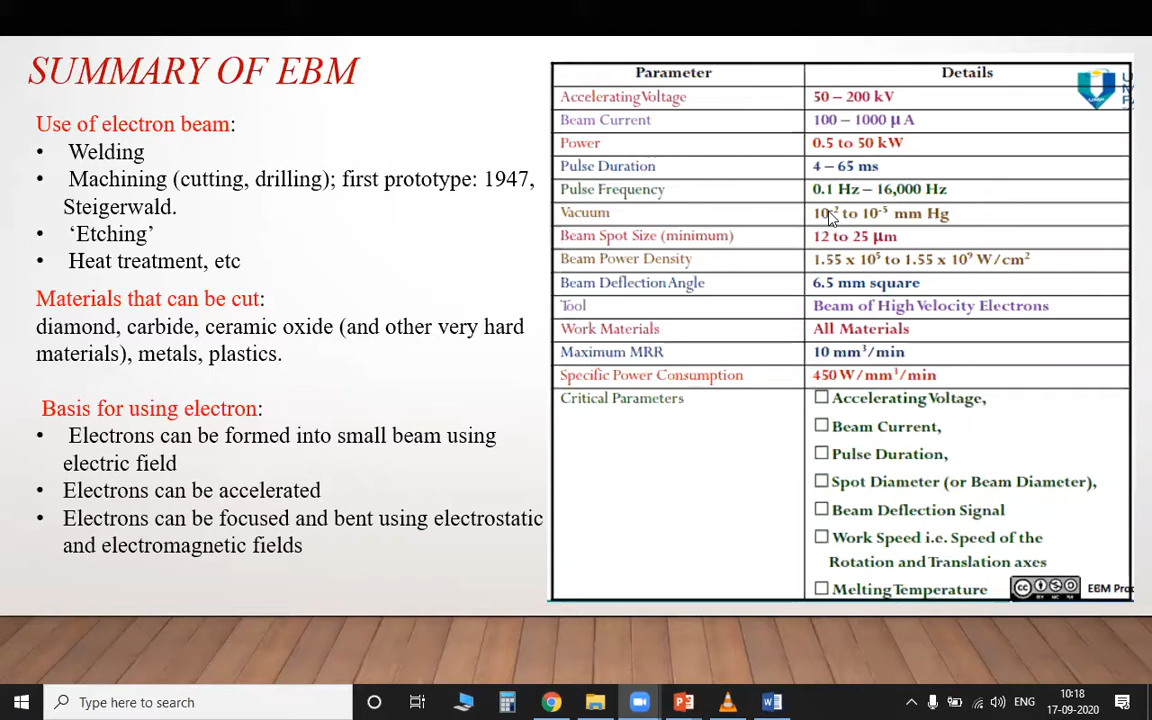 SUMMARY OF EBM
Use of electron beam:
• Welding
• Machining (cutting, drilling); first prototype: 1947,
Steigerwald.
• ‘Etching’
• Heat treatment, etc
Materials that can be cut:
diamond, carbide, ceramic oxide (and other very hard
materials), metals, plastics.
Basis for using electron:
• Electrons can be formed into small beam using
electric field
• Electrons can be accelerated
• Electrons can be focused and bent using electrostatic
and electromagnetic fields
Parameter Details
Accelerating Voltage 50 – 200 kV
Beam Current 100 – 1000 μ A
Power 0.5 to 50 kW
Pulse Duration 4 – 65 ms
Pulse Frequency 0.1 Hz – 16,000 Hz
Vacuum 10⁻² to 10⁻⁵ mm Hg
Beam Spot Size (minimum) 12 to 25 μm
Beam Power Density 1.55 x 10⁵ to 1.55 x 10⁹ W/cm²
Beam Deflection Angle 6.5 mm square
Tool Beam of High Velocity Electrons
Work Materials All Materials
Maximum MRR 10 mm³/min
Specific Power Consumption 450 W/mm³/min
Critical Parameters ☐ Accelerating Voltage,
☐ Beam Current,
☐ Pulse Duration,
☐ Spot Diameter (or Beam Diameter),
☐ Beam Deflection Signal
☐ Work Speed i.e. Speed of the
Rotation and Translation axes
☐ Melting Temperature
EBM Pro
Type here to search
ENG
10:18
17-09-2020